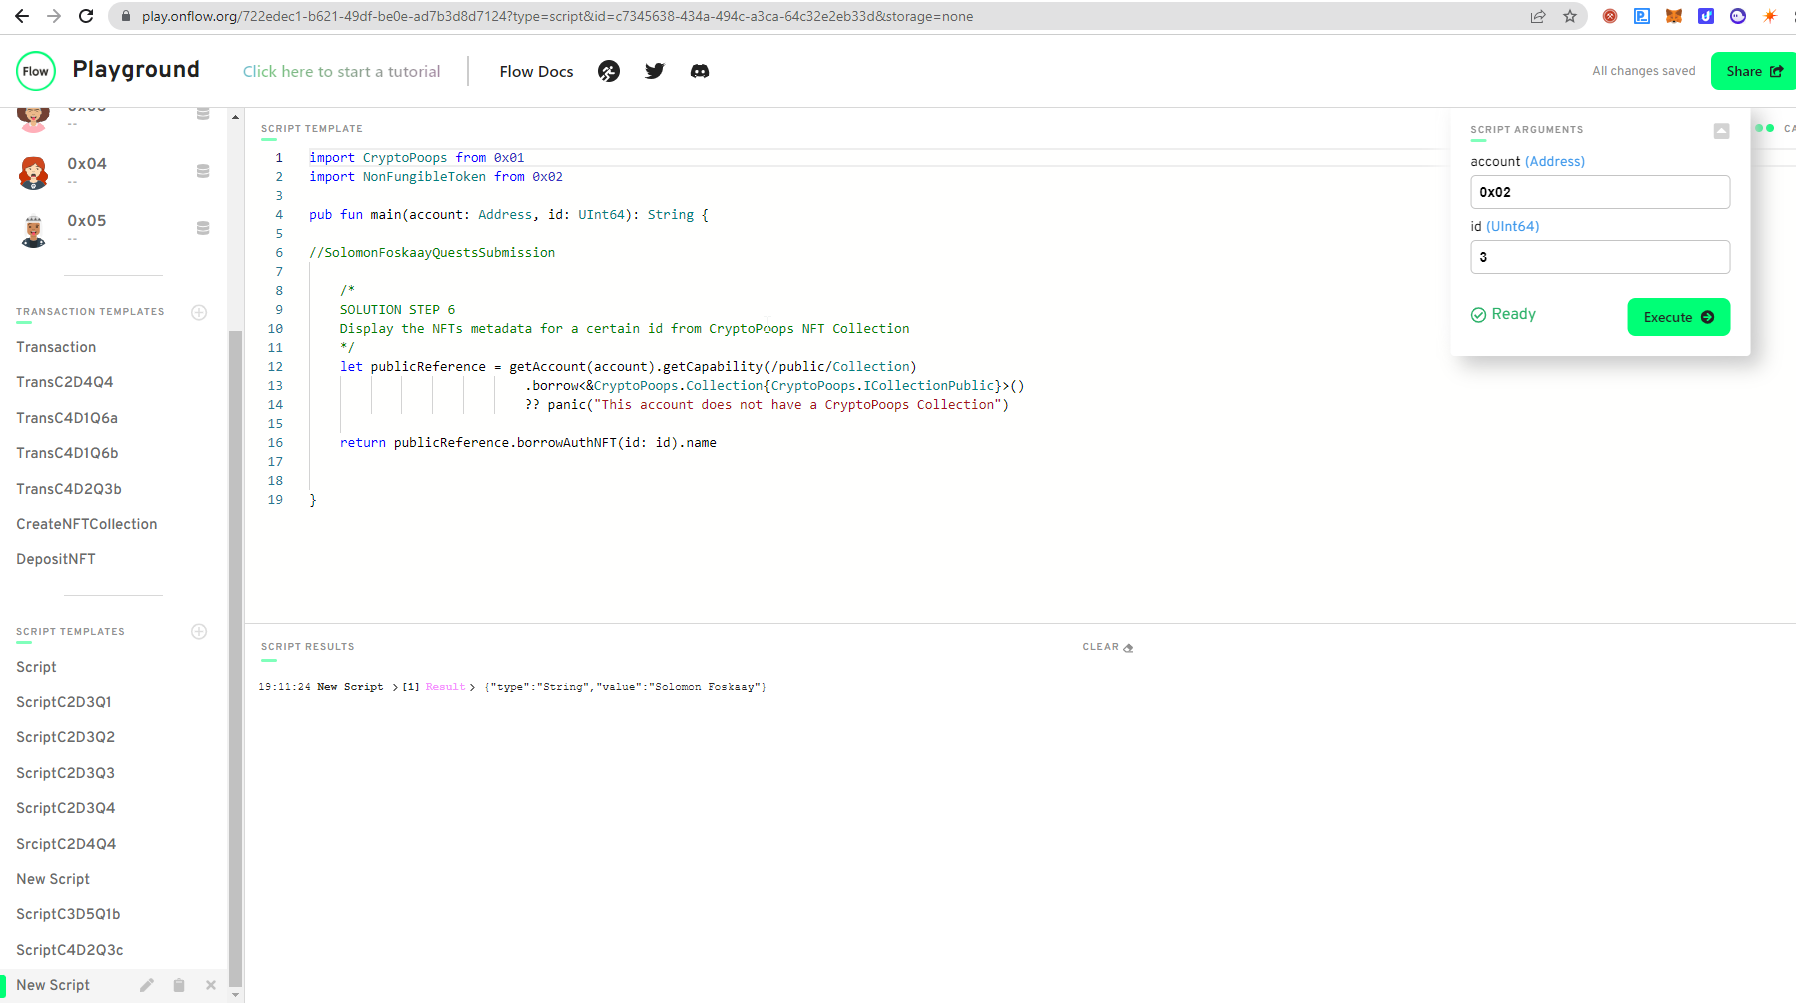 play.onflow.org/722edec1-b621-49df-be0e-ad7b3d8d7124?type=script&id=c7345638-434a-494c-a3ca-64c32e2eb33d&storage=none
Flow
Playground
Click here to start a tutorial
Flow Docs
All changes saved
Share
0x03
--
0x04
--
0x05
--
TRANSACTION TEMPLATES
Transaction
TransC2D4Q4
TransC4D1Q6a
TransC4D1Q6b
TransC4D2Q3b
CreateNFTCollection
DepositNFT
SCRIPT TEMPLATES
Script
ScriptC2D3Q1
ScriptC2D3Q2
ScriptC2D3Q3
ScriptC2D3Q4
SrciptC2D4Q4
New Script
ScriptC3D5Q1b
ScriptC4D2Q3c
New Script
SCRIPT TEMPLATE
1 import CryptoPoops from 0x01
2 import NonFungibleToken from 0x02
3
4 pub fun main(account: Address, id: UInt64): String {
5
6 //SolomonFoskaayQuestsSubmission
7
8 /*
9 SOLUTION STEP 6
10 Display the NFTs metadata for a certain id from CryptoPoops NFT Collection
11 */
12 let publicReference = getAccount(account).getCapability(/public/Collection)
13 .borrow<&CryptoPoops.Collection{CryptoPoops.ICollectionPublic}>()
14 ?? panic("This account does not have a CryptoPoops Collection")
15
16 return publicReference.borrowAuthNFT(id: id).name
17
18
19 }
SCRIPT ARGUMENTS
account (Address)
0x02
id (UInt64)
3
Ready
Execute
CA
SCRIPT RESULTS
CLEAR
19:11:24 New Script > [1] Result > {"type":"String","value":"Solomon Foskaay"}